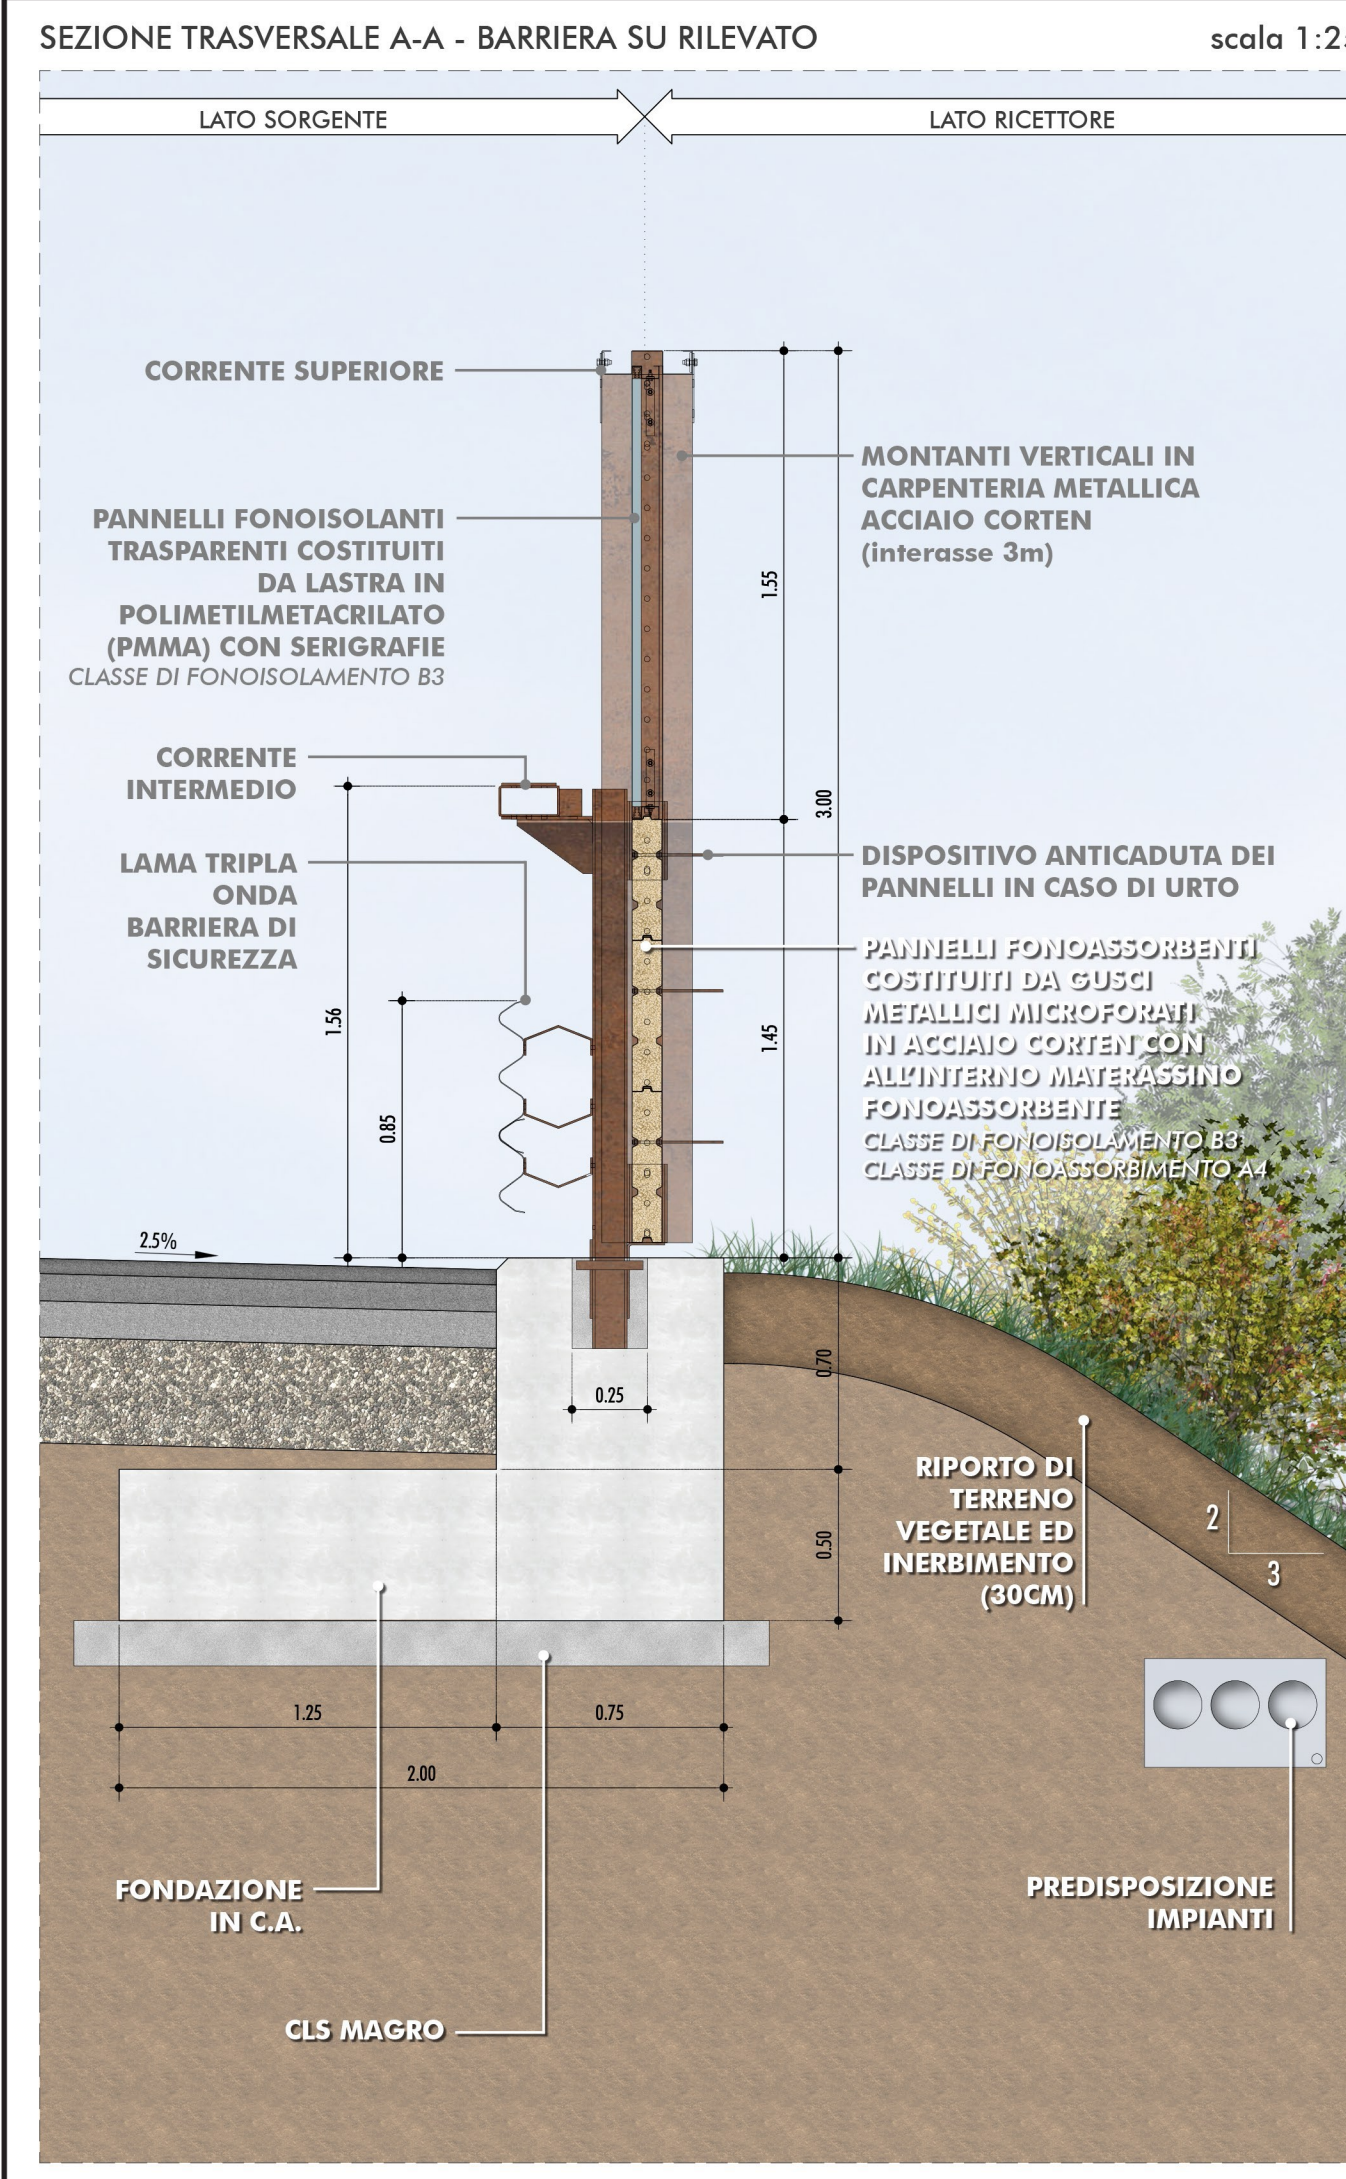 SEZIONE TRASVERSALE A-A - BARRIERA SU RILEVATO
scala 1:2
LATO SORGENTE
LATO RICETTORE
CORRENTE SUPERIORE
MONTANTI VERTICALI IN
CARPENTERIA METALLICA
ACCIAIO CORTEN
(interasse 3m)
PANNELLI FONOISOLANTI
TRASPARENTI COSTITUITI
DA LASTRA IN
POLIMETILMETACRILATO
(PMMA) CON SERIGRAFIE
CLASSE DI FONOISOLAMENTO B3
1.55
3.00
CORRENTE
INTERMEDIO
LAMA TRIPLA
ONDA
BARRIERA DI
SICUREZZA
DISPOSITIVO ANTICADUTA DEI
PANNELLI IN CASO DI URTO
PANNELLI FONOASSORBENTI
COSTITUITI DA GUSCI
METALLICI MICROFORATI
IN ACCIAIO CORTEN CON
ALL'INTERNO MATERASSINO
FONOASSORBENTE
CLASSE DI FONOISOLAMENTO B3
CLASSE DI FONOASSORBIMENTO A4
1.56
0.85
1.45
2.5%
0.70
0.25
RIPORTO DI
TERRENO
VEGETALE ED
INERBIMENTO
(30CM)
2
3
0.50
1.25
0.75
2.00
FONDAZIONE
IN C.A.
PREDISPOSIZIONE
IMPIANTI
CLS MAGRO